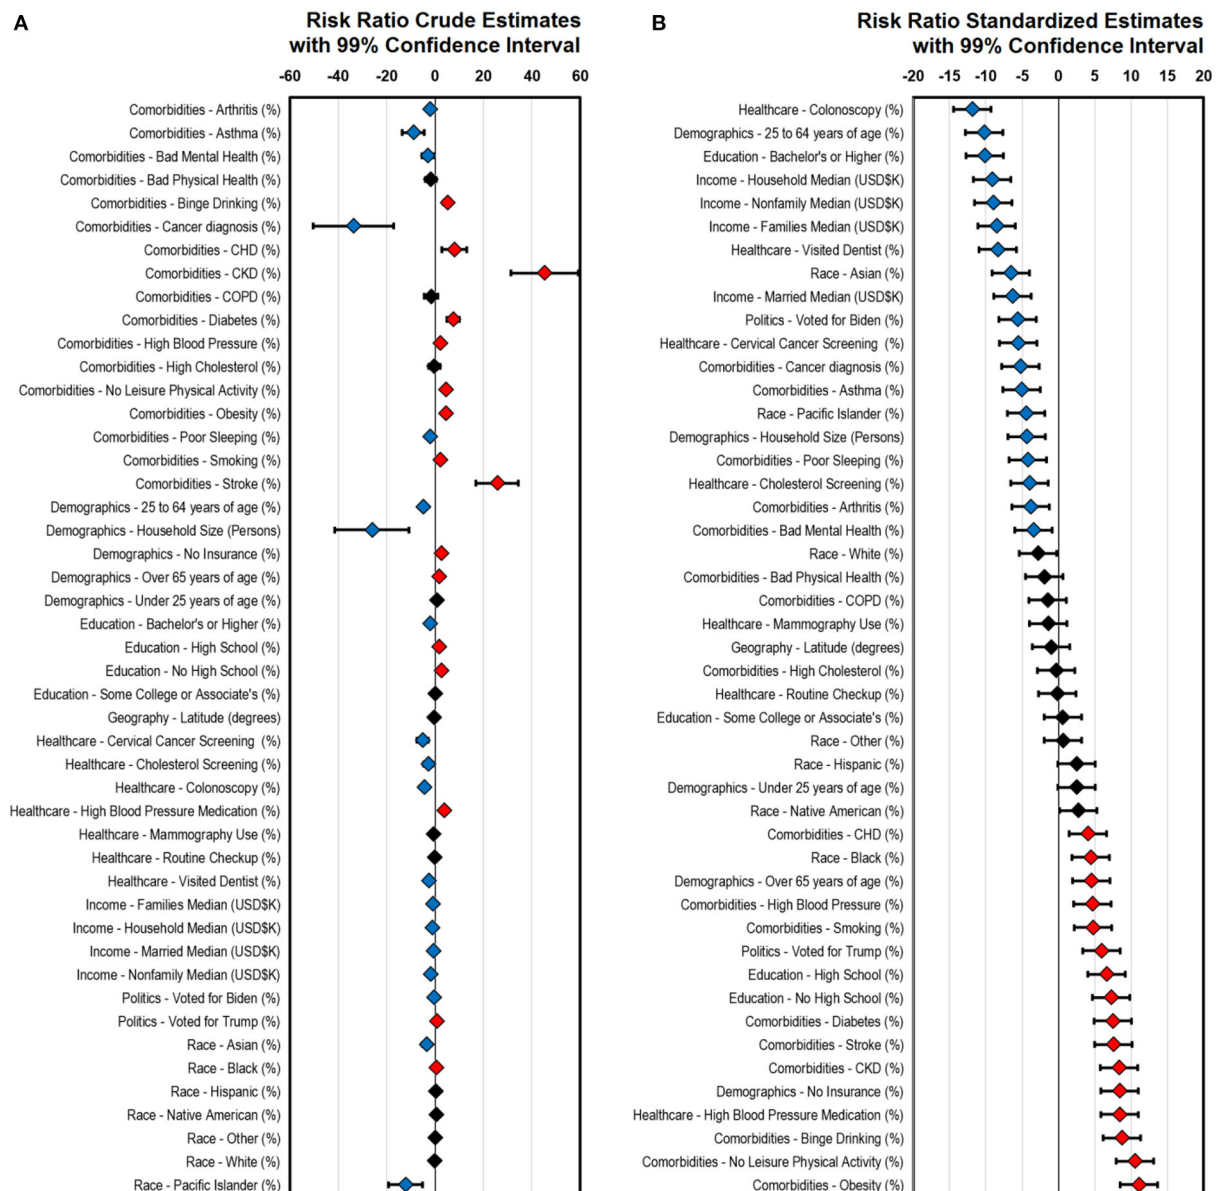 A
Risk Ratio Crude Estimates
with 99% Confidence Interval
-60 -40 -20 0 20 40 60
Comorbidities - Arthritis (%)
Comorbidities - Asthma (%)
Comorbidities - Bad Mental Health (%)
Comorbidities - Bad Physical Health (%)
Comorbidities - Binge Drinking (%)
Comorbidities - Cancer diagnosis (%)
Comorbidities - CHD (%)
Comorbidities - CKD (%)
Comorbidities - COPD (%)
Comorbidities - Diabetes (%)
Comorbidities - High Blood Pressure (%)
Comorbidities - High Cholesterol (%)
Comorbidities - No Leisure Physical Activity (%)
Comorbidities - Obesity (%)
Comorbidities - Poor Sleeping (%)
Comorbidities - Smoking (%)
Comorbidities - Stroke (%)
Demographics - 25 to 64 years of age (%)
Demographics - Household Size (Persons)
Demographics - No Insurance (%)
Demographics - Over 65 years of age (%)
Demographics - Under 25 years of age (%)
Education - Bachelor's or Higher (%)
Education - High School (%)
Education - No High School (%)
Education - Some College or Associate's (%)
Geography - Latitude (degrees)
Healthcare - Cervical Cancer Screening (%)
Healthcare - Cholesterol Screening (%)
Healthcare - Colonoscopy (%)
Healthcare - High Blood Pressure Medication (%)
Healthcare - Mammography Use (%)
Healthcare - Routine Checkup (%)
Healthcare - Visited Dentist (%)
Income - Families Median (USD$K)
Income - Household Median (USD$K)
Income - Married Median (USD$K)
Income - Nonfamily Median (USD$K)
Politics - Voted for Biden (%)
Politics - Voted for Trump (%)
Race - Asian (%)
Race - Black (%)
Race - Hispanic (%)
Race - Native American (%)
Race - Other (%)
Race - White (%)
Race - Pacific Islander (%)
B
Risk Ratio Standardized Estimates
with 99% Confidence Interval
-20 -15 -10 -5 0 5 10 15 20
Healthcare - Colonoscopy (%)
Demographics - 25 to 64 years of age (%)
Education - Bachelor's or Higher (%)
Income - Household Median (USD$K)
Income - Nonfamily Median (USD$K)
Income - Families Median (USD$K)
Healthcare - Visited Dentist (%)
Race - Asian (%)
Income - Married Median (USD$K)
Politics - Voted for Biden (%)
Healthcare - Cervical Cancer Screening (%)
Comorbidities - Cancer diagnosis (%)
Comorbidities - Asthma (%)
Race - Pacific Islander (%)
Demographics - Household Size (Persons)
Comorbidities - Poor Sleeping (%)
Healthcare - Cholesterol Screening (%)
Comorbidities - Arthritis (%)
Comorbidities - Bad Mental Health (%)
Race - White (%)
Comorbidities - Bad Physical Health (%)
Comorbidities - COPD (%)
Healthcare - Mammography Use (%)
Geography - Latitude (degrees)
Comorbidities - High Cholesterol (%)
Healthcare - Routine Checkup (%)
Education - Some College or Associate's (%)
Race - Other (%)
Race - Hispanic (%)
Demographics - Under 25 years of age (%)
Race - Native American (%)
Comorbidities - CHD (%)
Race - Black (%)
Demographics - Over 65 years of age (%)
Comorbidities - High Blood Pressure (%)
Comorbidities - Smoking (%)
Politics - Voted for Trump (%)
Education - High School (%)
Education - No High School (%)
Comorbidities - Diabetes (%)
Comorbidities - Stroke (%)
Comorbidities - CKD (%)
Demographics - No Insurance (%)
Healthcare - High Blood Pressure Medication (%)
Comorbidities - Binge Drinking (%)
Comorbidities - No Leisure Physical Activity (%)
Comorbidities - Obesity (%)